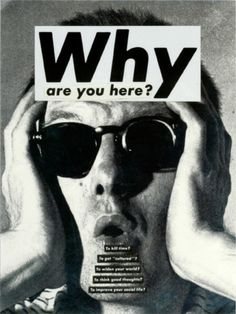 Why
are you here?
To kill time?
To get "cultured"?
To widen your world?
To think good thoughts?
To improve your social life?